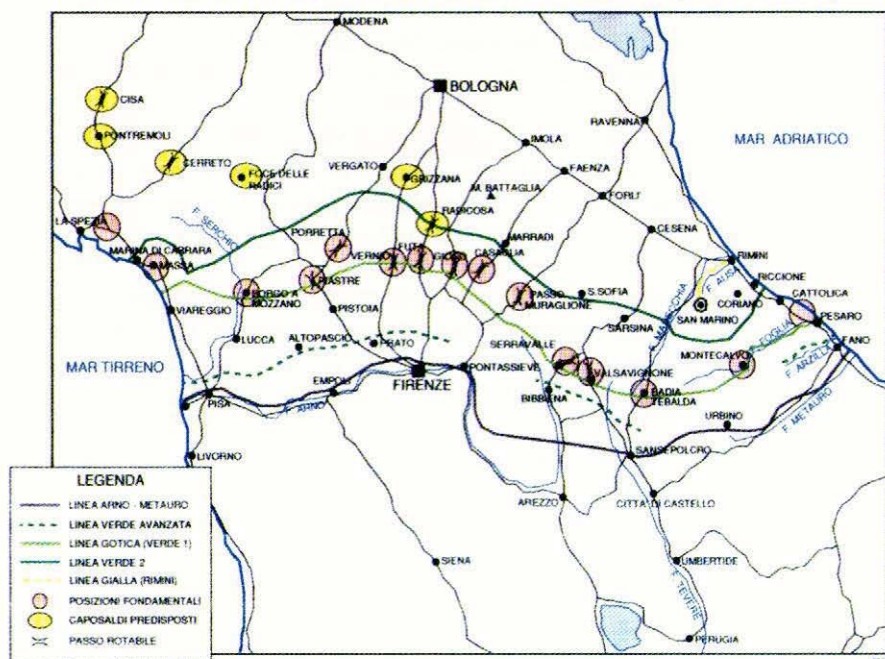 MODENA
BOLOGNA
CISA
RAVENNA
PONTREMOLI
IMOLA
MAR ADRIATICO
CERRETO
VERGATO
FAENZA
FOCE DELLE
RADICI
GRIZZANA
M. BATTAGLIA
FORLI'
F. SERCHIO
RADICOSA
LA SPEZIA
CESENA
PORRETTA
MARRADI
MARINA DI CARRARA
VERNIO
FUTA
GIOGO
CASAGLIA
RIMINI
MASSA
F. AUSA
RICCIONE
PIASTRE
S. SOFIA
F. MARECCHIA
BORGO A
MOZZANO
PASSO
MURAGLIONE
CORIANO
CATTOLICA
SAN MARINO
VIAREGGIO
PISTOIA
SARSINA
PESARO
F. FOGLIA
LUCCA
ALTOPASCIO
PRATO
SERRAVALLE
MONTECALVO
FANO
MAR TIRRENO
F. ARZILLA
PONTASSIEVE
VALSAVIGNONE
FIRENZE
EMPOLI
BIBBIENA
BADIA
TEBALDA
PISA
F. ARNO
URBINO
F. METAURO
LIVORNO
SANSEPOLCRO
AREZZO
CITTA' DI CASTELLO
SIENA
UMBERTIDE
F. TEVERE
PERUGIA
LEGENDA
LINEA ARNO - METAURO
LINEA VERDE AVANZATA
LINEA GOTICA (VERDE 1)
LINEA VERDE 2
LINEA GIALLA (RIMINI)
POSIZIONI FONDAMENTALI
CAPOSALDI PREDISPOSTI
PASSO ROTABILE